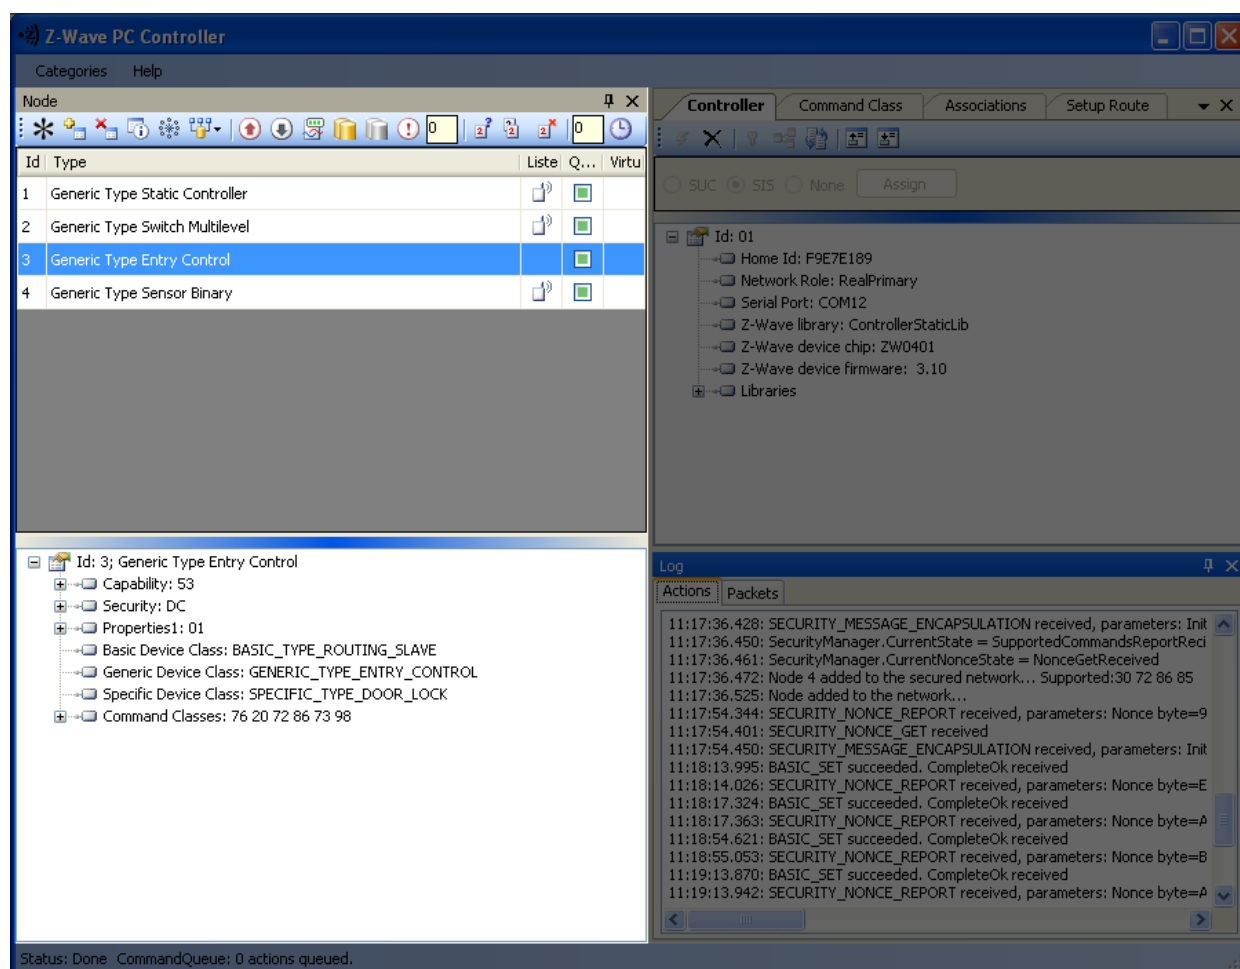 Z-Wave PC Controller
Categories Help
Node
0 0
Id Type Liste Q... Virtu
1 Generic Type Static Controller
2 Generic Type Switch Multilevel
3 Generic Type Entry Control
4 Generic Type Sensor Binary
Id: 3; Generic Type Entry Control
Capability: 53
Security: DC
Properties1: 01
Basic Device Class: BASIC_TYPE_ROUTING_SLAVE
Generic Device Class: GENERIC_TYPE_ENTRY_CONTROL
Specific Device Class: SPECIFIC_TYPE_DOOR_LOCK
Command Classes: 76 20 72 86 73 98
Controller Command Class Associations Setup Route
SUC SIS None Assign
Id: 01
Home Id: F9E7E189
Network Role: RealPrimary
Serial Port: COM12
Z-Wave library: ControllerStaticLib
Z-Wave device chip: ZW0401
Z-Wave device firmware: 3.10
Libraries
Log
Actions Packets
11:17:36.428: SECURITY_MESSAGE_ENCAPSULATION received, parameters: Init
11:17:36.450: SecurityManager.CurrentState = SupportedCommandsReportReci
11:17:36.461: SecurityManager.CurrentNonceState = NonceGetReceived
11:17:36.472: Node 4 added to the secured network... Supported:30 72 86 85
11:17:36.525: Node added to the network...
11:17:54.344: SECURITY_NONCE_REPORT received, parameters: Nonce byte=9
11:17:54.401: SECURITY_NONCE_GET received
11:17:54.450: SECURITY_MESSAGE_ENCAPSULATION received, parameters: Init
11:18:13.995: BASIC_SET succeeded. CompleteOk received
11:18:14.026: SECURITY_NONCE_REPORT received, parameters: Nonce byte=E
11:18:17.324: BASIC_SET succeeded. CompleteOk received
11:18:17.363: SECURITY_NONCE_REPORT received, parameters: Nonce byte=A
11:18:54.621: BASIC_SET succeeded. CompleteOk received
11:18:55.053: SECURITY_NONCE_REPORT received, parameters: Nonce byte=B
11:19:13.870: BASIC_SET succeeded. CompleteOk received
11:19:13.942: SECURITY_NONCE_REPORT received, parameters: Nonce byte=A
Status: Done CommandQueue: 0 actions queued.